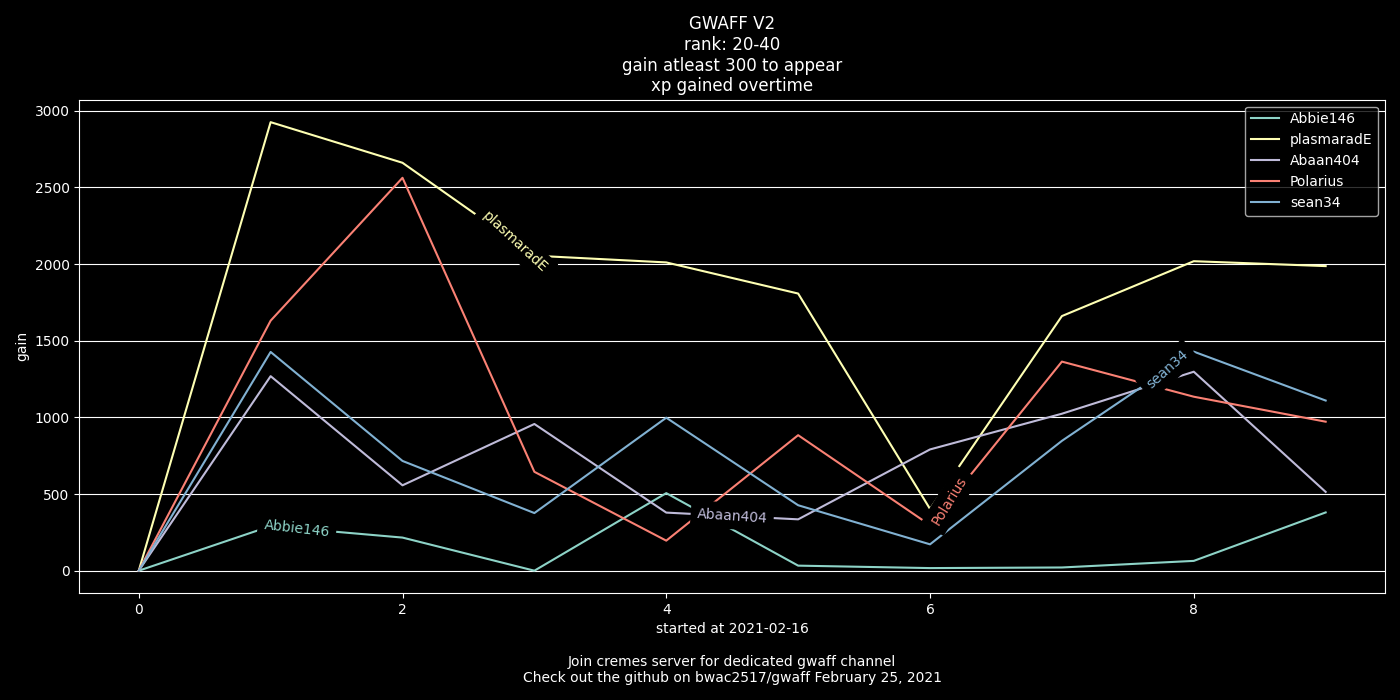 GWAFF V2
rank: 20-40
gain atleast 300 to appear
xp gained overtime
3000
2500
2000
1500
1000
500
0
gain
Abbie146
plasmaradE
Abaan404
Polarius
sean34
plasmaradE
sean34
Polarius
Abaan404
Abbie146
0
2
4
6
8
started at 2021-02-16
Join cremes server for dedicated gwaff channel
Check out the github on bwac2517/gwaff February 25, 2021